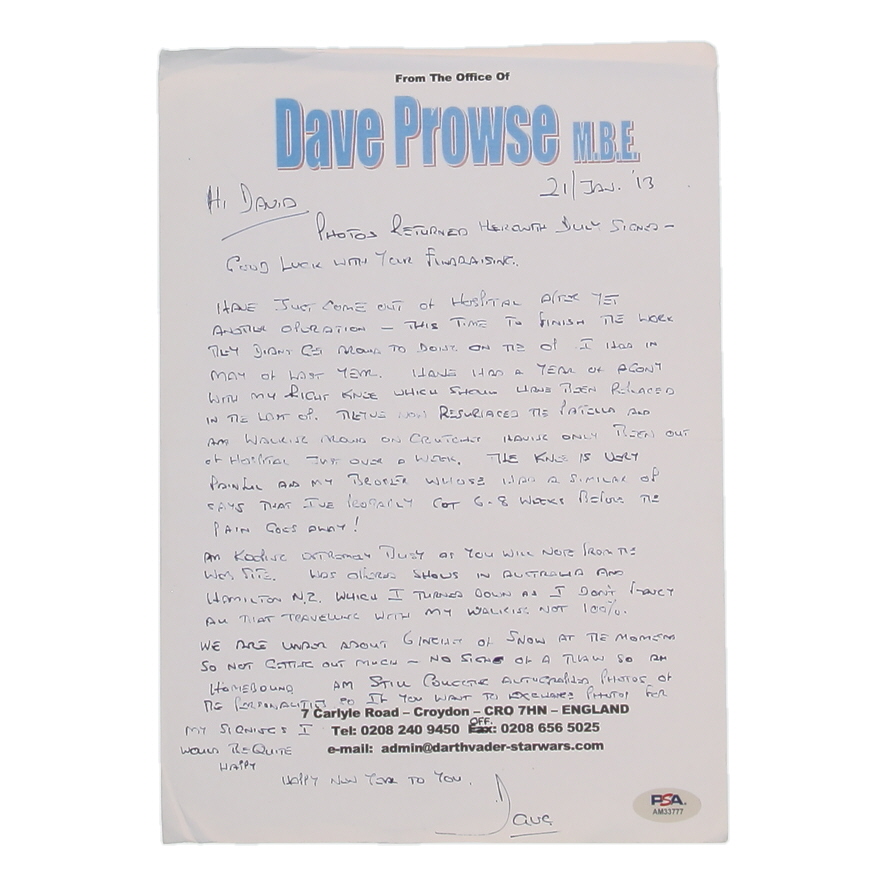 From The Office Of
Dave Prowse M.B.E.
21/JAN. '13
HI DAVID
PHOTOS RETURNED HEREWITH DULY SIGNED –
GOOD LUCK WITH YOUR FUNDRAISING.
HAVE JUST COME OUT OF HOSPITAL AFTER YET
ANOTHER OPERATION – THIS TIME TO FINISH THE WORK
THEY DIDNT GET AROUND TO DOING ON THE OP I HAD IN
MAY OF LAST YEAR. HAVE HAD A YEAR OF AGONY
WITH MY RIGHT KNEE WHICH SHOULD HAVE BEEN REPLACED
IN THE LAST OP. THEYVE NOW RESURFACED THE PATELLA AND
AM WALKING AROUND ON CRUTCHES HAVING ONLY BEEN OUT
OF HOSPITAL JUST OVER A WEEK. THE KNEE IS VERY
PAINFUL AND MY BROTHER WHOSE HAD A SIMILAR OP
SAYS THAT I'VE PROBABLY GOT 6-8 WEEKS BEFORE THE
PAIN GOES AWAY!
AM KEEPING EXTREMELY BUSY AS YOU WILL NOTE FROM THE
WEB SITE. WAS OFFERED SHOWS IN AUSTRALIA AND
HAMILTON N.Z. WHICH I TURNED DOWN AS I DON'T FANCY
ALL THAT TRAVELLING WITH MY WALKING NOT 100%.
WE ARE UNDER ABOUT 6 INCHES OF SNOW AT THE MOMENT
SO NOT GETTING OUT MUCH – NO SIGNS OF A THAW SO AM
HOMEBOUND AM STILL COLLECTING AUTOGRAPHED PHOTOS OF
THE PERSONALITIES SO IF YOU WANT TO EXCHANGE PHOTOS FOR
MY SIGNINGS I
WOULD BE QUITE
HAPPY
7 Carlyle Road – Croydon – CRO 7HN – ENGLAND
Tel: 0208 240 9450 OFF. Fax: 0208 656 5025
e-mail: admin@darthvader-starwars.com
HAPPY NEW YEAR TO YOU.
Dave
PSA
AM33777